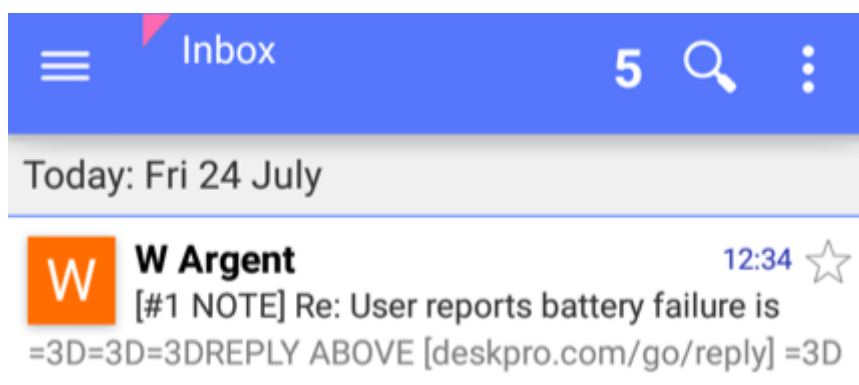 Inbox
5
Today: Fri 24 July
W
W Argent
12:34
[#1 NOTE] Re: User reports battery failure is
=3D=3D=3DREPLY ABOVE [deskpro.com/go/reply] =3D